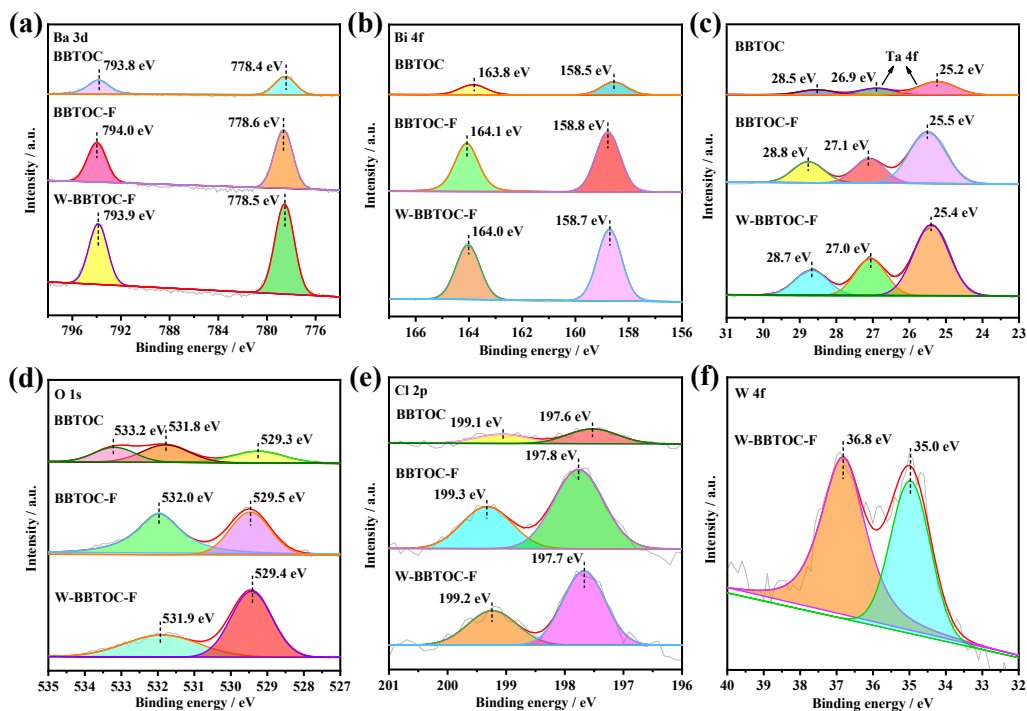 (a)
Ba 3d
BBTOC
793.8 eV
778.4 eV
BBTOC-F
794.0 eV
778.6 eV
W-BBTOC-F
793.9 eV
778.5 eV
Intensity / a.u.
796 792 788 784 780 776
Binding energy / eV
(b)
Bi 4f
BBTOC
163.8 eV
158.5 eV
BBTOC-F
164.1 eV
158.8 eV
W-BBTOC-F
164.0 eV
158.7 eV
Intensity / a.u.
166 164 162 160 158 156
Binding energy / eV
(c)
BBTOC
Ta 4f
28.5 eV
26.9 eV
25.2 eV
BBTOC-F
28.8 eV
27.1 eV
25.5 eV
W-BBTOC-F
28.7 eV
27.0 eV
25.4 eV
Intensity / a.u.
31 30 29 28 27 26 25 24 23
Binding energy / eV
(d)
O 1s
BBTOC
533.2 eV
531.8 eV
529.3 eV
BBTOC-F
532.0 eV
529.5 eV
W-BBTOC-F
531.9 eV
529.4 eV
Intensity / a.u.
535 534 533 532 531 530 529 528 527
Binding energy / eV
(e)
Cl 2p
BBTOC
199.1 eV
197.6 eV
BBTOC-F
199.3 eV
197.8 eV
W-BBTOC-F
199.2 eV
197.7 eV
Intensity / a.u.
201 200 199 198 197 196
Binding energy / eV
(f)
W 4f
W-BBTOC-F
36.8 eV
35.0 eV
Intensity / a.u.
40 39 38 37 36 35 34 33 32
Binding energy / eV